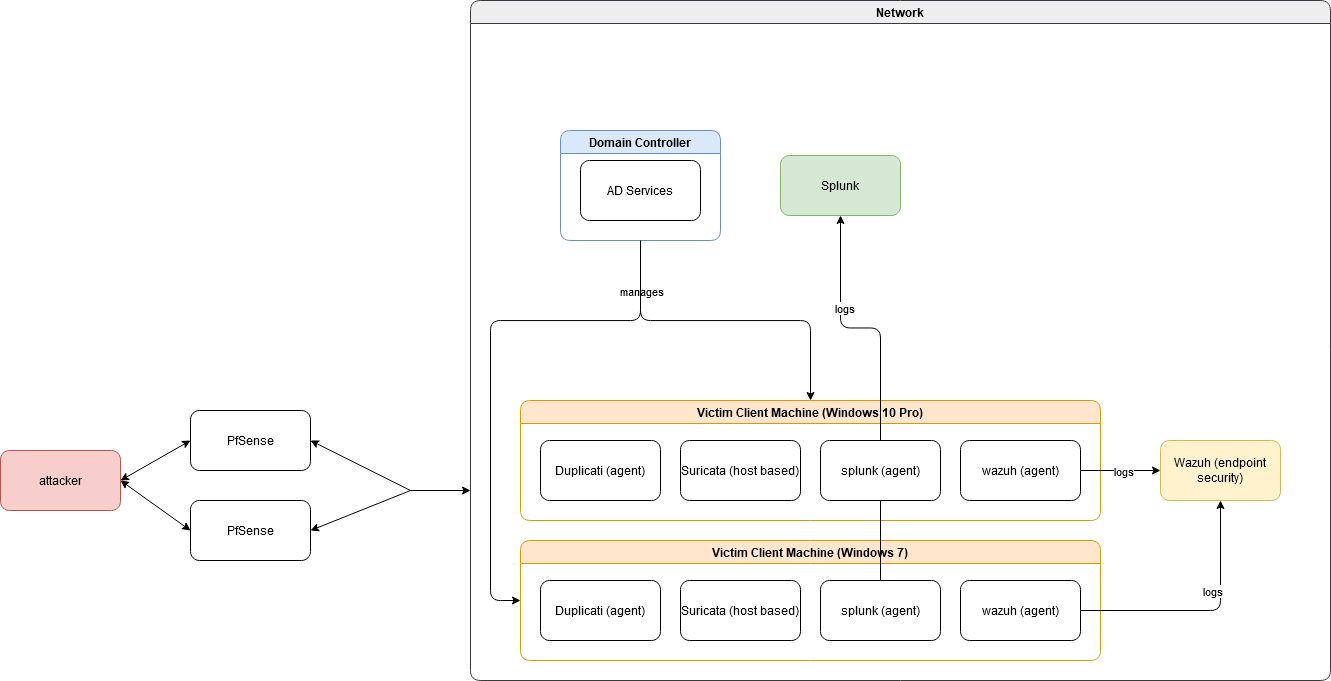 Network
Domain Controller
AD Services
Splunk
manages
logs
Victim Client Machine (Windows 10 Pro)
Duplicati (agent)
Suricata (host based)
splunk (agent)
wazuh (agent)
logs
Wazuh (endpoint
security)
PfSense
attacker
PfSense
Victim Client Machine (Windows 7)
Duplicati (agent)
Suricata (host based)
splunk (agent)
wazuh (agent)
logs